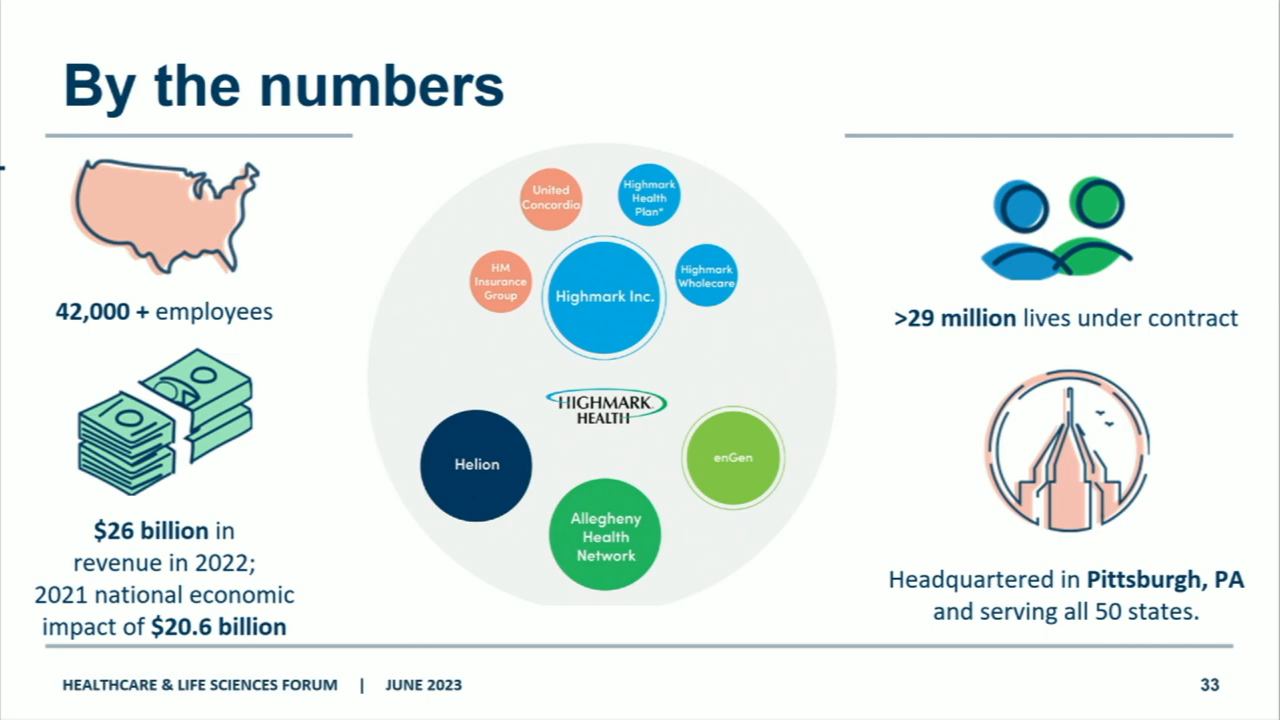 By the numbers
42,000 + employees
$26 billion in
revenue in 2022;
2021 national economic
impact of $20.6 billion
United
Concordia
Highmark
Health
Plan*
HM
Insurance
Group
Highmark Inc.
Highmark
Wholecare
HIGHMARK
HEALTH
Helion
enGen
Allegheny
Health
Network
>29 million lives under contract
Headquartered in Pittsburgh, PA
and serving all 50 states.
HEALTHCARE & LIFE SCIENCES FORUM | JUNE 2023
33